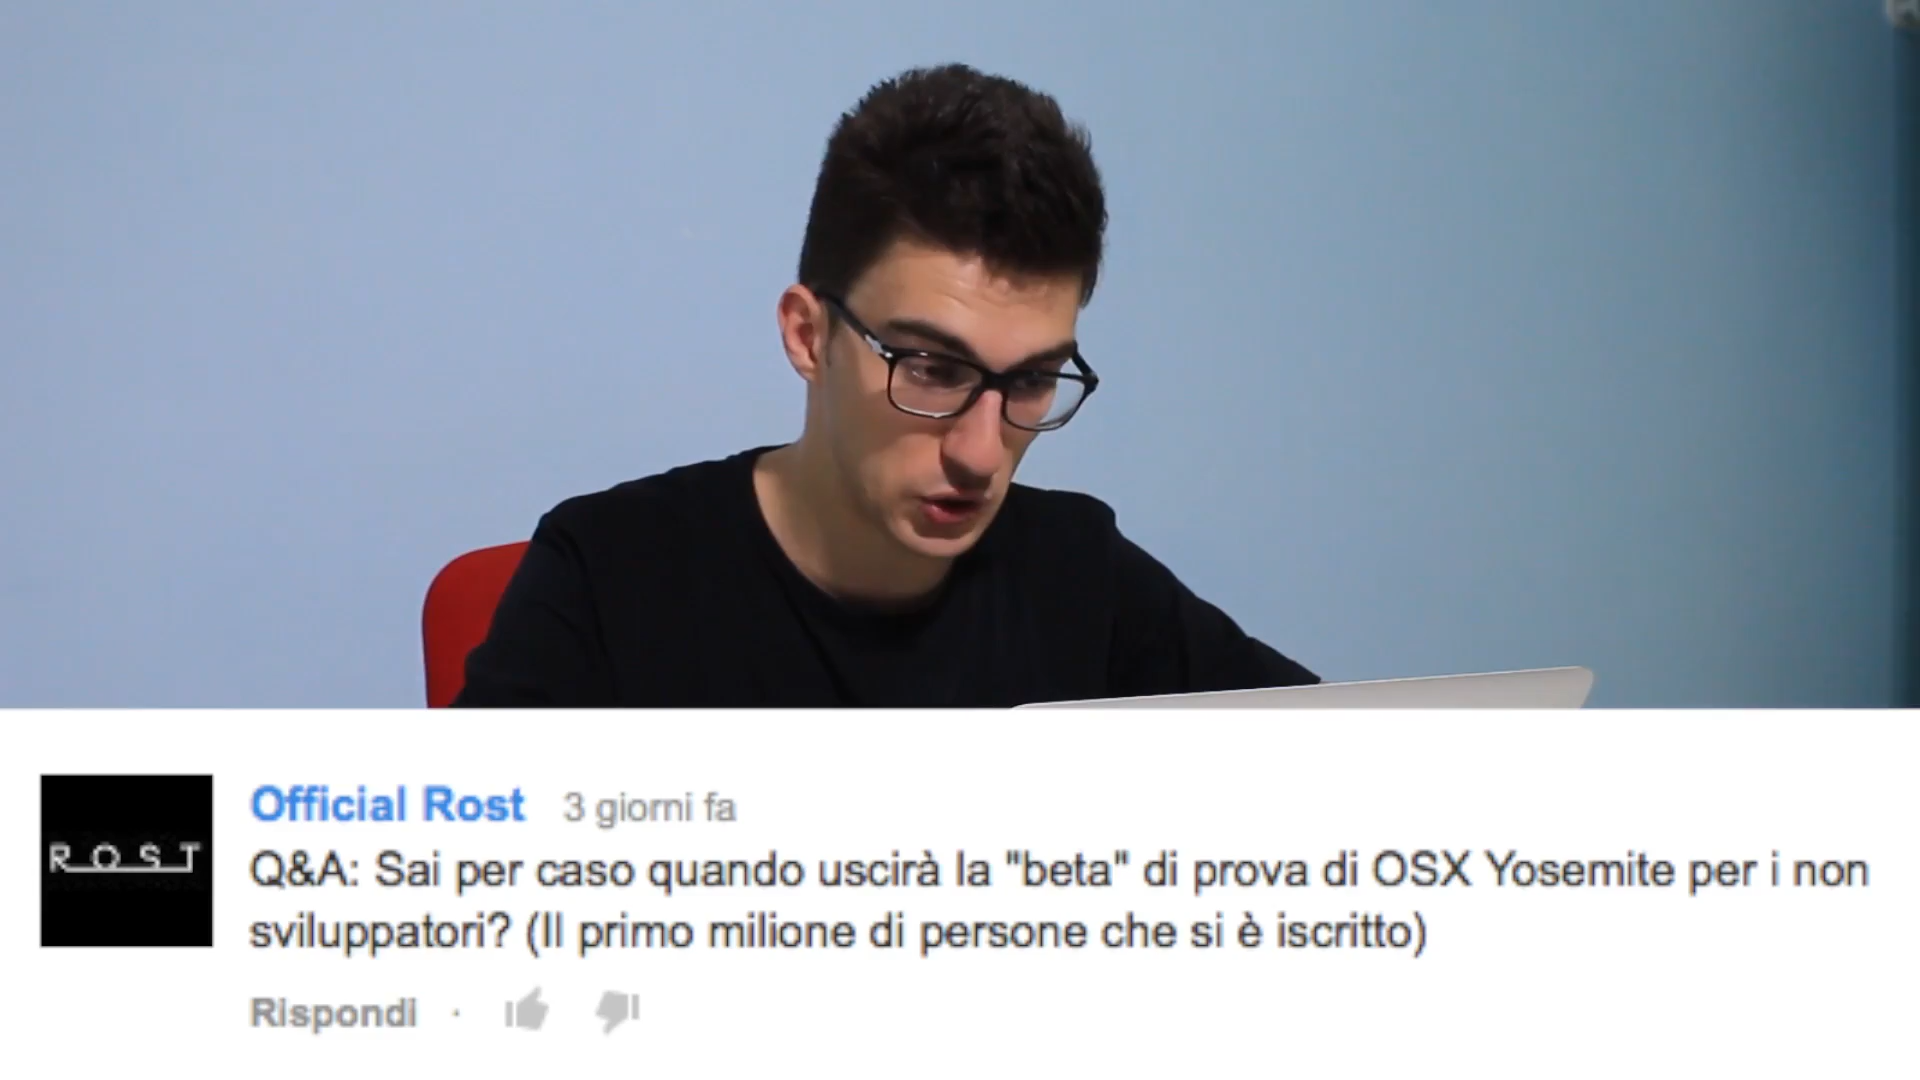 ROST
Official Rost 3 giorni fa
Q&A: Sai per caso quando uscirà la "beta" di prova di OSX Yosemite per i non
sviluppatori? (Il primo milione di persone che si è iscritto)
Rispondi ·